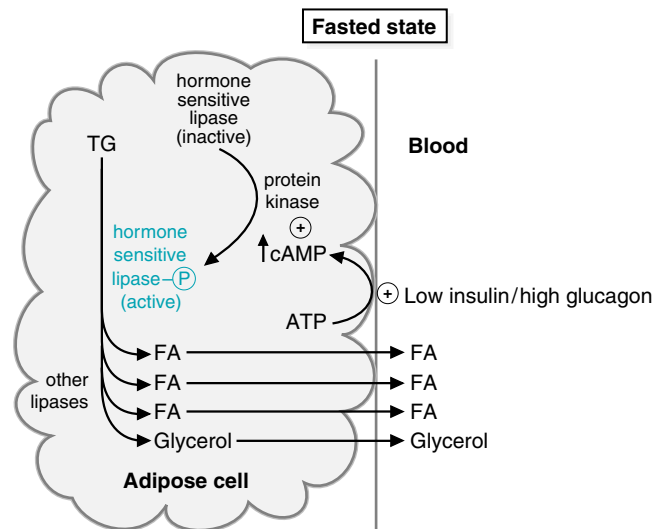 Fasted state
hormone
sensitive
lipase
(inactive)
TG
Blood
protein
kinase
+
cAMP
hormone
sensitive
lipase–P
(active)
+ Low insulin/high glucagon
ATP
FA FA
FA FA
other
lipases
FA FA
Glycerol Glycerol
Adipose cell